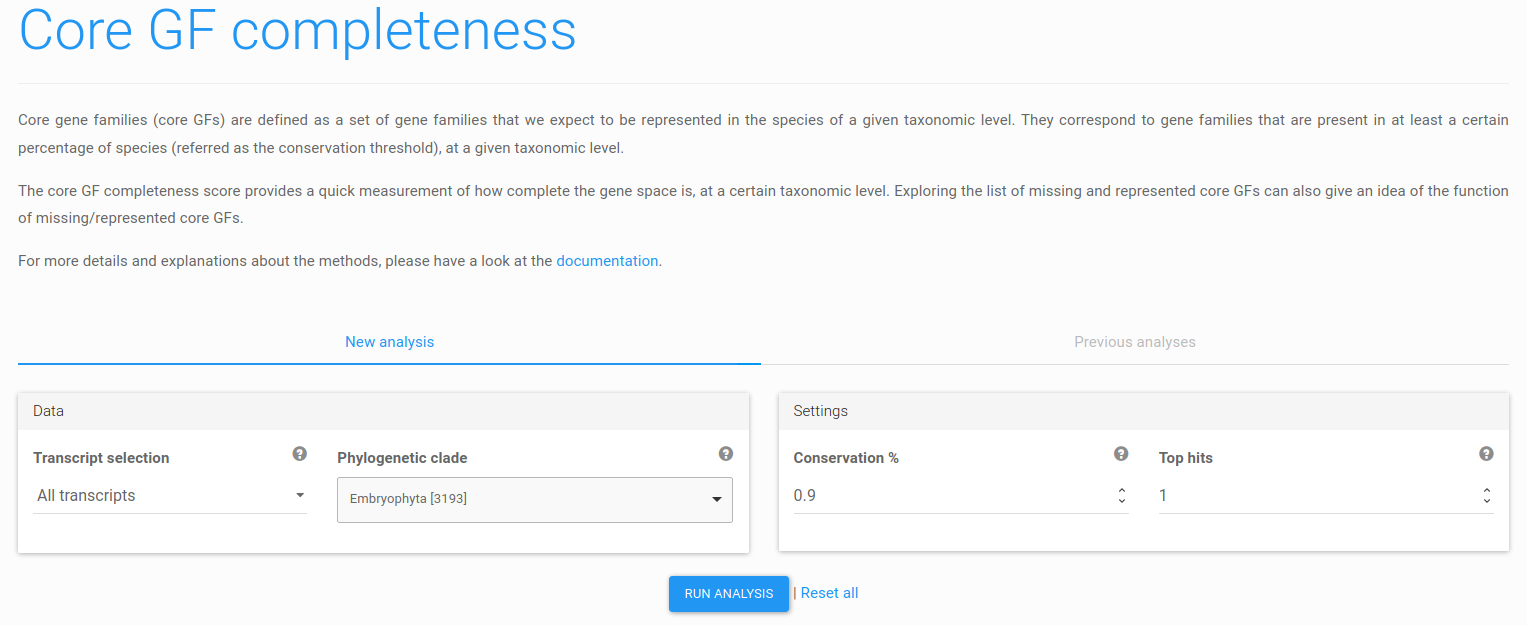 Core GF completeness
Core gene families (core GFs) are defined as a set of gene families that we expect to be represented in the species of a given taxonomic level. They correspond to gene families that are present in at least a certain
percentage of species (referred as the conservation threshold), at a given taxonomic level.
The core GF completeness score provides a quick measurement of how complete the gene space is, at a certain taxonomic level. Exploring the list of missing and represented core GFs can also give an idea of the function
of missing/represented core GFs.
For more details and explanations about the methods, please have a look at the documentation.
New analysis
Previous analyses
Data
Transcript selection ?
All transcripts
Phylogenetic clade ?
Embryophyta [3193]
Settings
Conservation % ?
0.9
Top hits ?
1
RUN ANALYSIS | Reset all